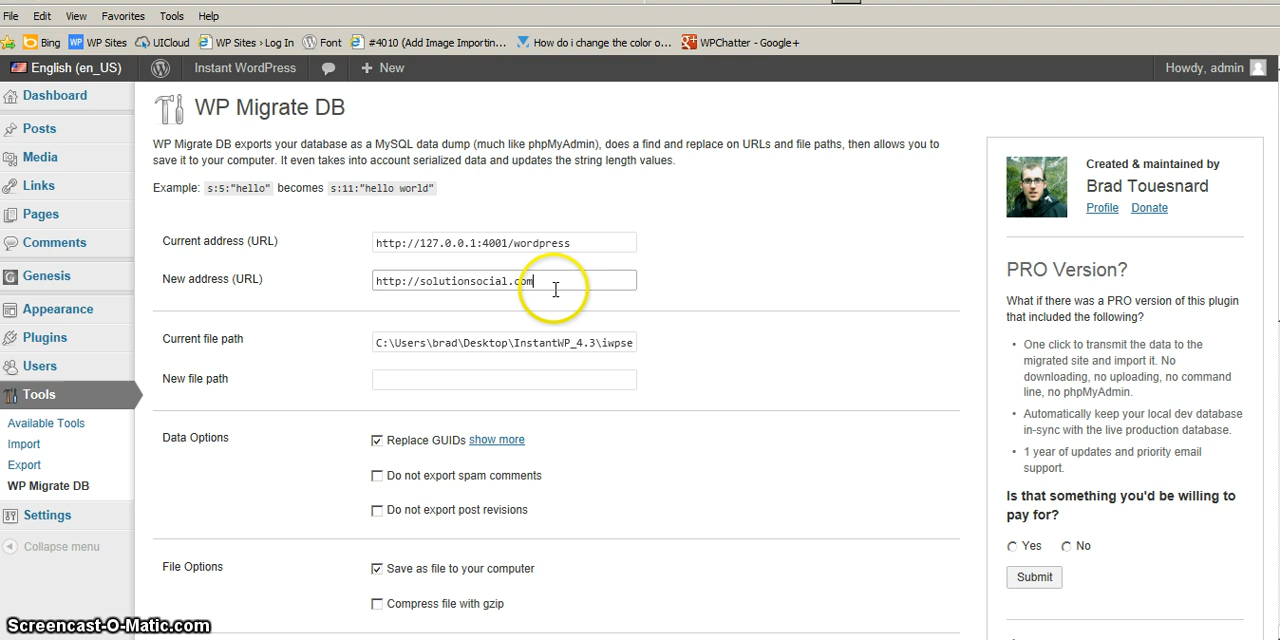 File Edit View Favorites Tools Help
Bing WP Sites UICloud WP Sites › Log In Font #4010 (Add Image Importin... How do i change the color o... WPChatter - Google+
English (en_US) Instant WordPress + New Howdy, admin
Dashboard
Posts
Media
Links
Pages
Comments
Genesis
Appearance
Plugins
Users
Tools
Available Tools
Import
Export
WP Migrate DB
Settings
Collapse menu
WP Migrate DB
WP Migrate DB exports your database as a MySQL data dump (much like phpMyAdmin), does a find and replace on URLs and file paths, then allows you to
save it to your computer. It even takes into account serialized data and updates the string length values.
Example: s:5:"hello" becomes s:11:"hello world"
Current address (URL) http://127.0.0.1:4001/wordpress
New address (URL) http://solutionsocial.com
Current file path C:\Users\brad\Desktop\InstantWP_4.3\iwpse
New file path
Data Options Replace GUIDs show more
Do not export spam comments
Do not export post revisions
File Options Save as file to your computer
Compress file with gzip
Created & maintained by
Brad Touesnard
Profile Donate
PRO Version?
What if there was a PRO version of this plugin
that included the following?
• One click to transmit the data to the
migrated site and import it. No
downloading, no uploading, no command
line, no phpMyAdmin.
• Automatically keep your local dev database
in-sync with the live production database.
• 1 year of updates and priority email
support.
Is that something you'd be willing to
pay for?
Yes No
Submit
Screencast-O-Matic.com